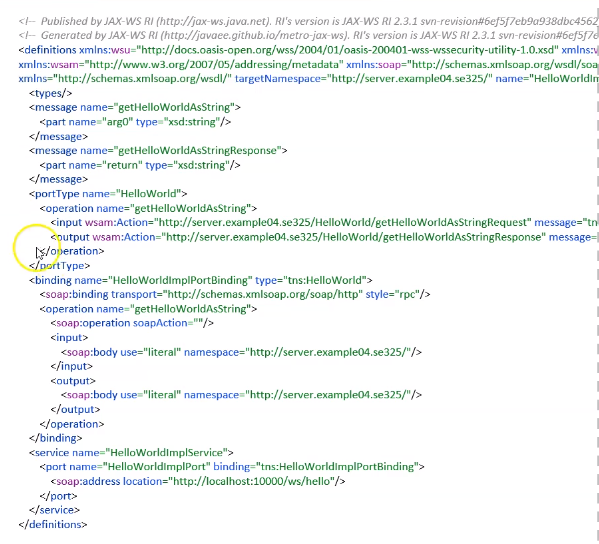 <!-- Published by JAX-WS RI (http://jax-ws.java.net). RI's version is JAX-WS RI 2.3.1 svn-revision#6ef5f7eb9a938dbc4562
<!-- Generated by JAX-WS RI (http://javaee.github.io/metro-jax-ws). RI's version is JAX-WS RI 2.3.1 svn-revision#6ef5f7
<definitions xmlns:wsu="http://docs.oasis-open.org/wss/2004/01/oasis-200401-wss-wssecurity-utility-1.0.xsd" xmlns:
xmlns:wsam="http://www.w3.org/2007/05/addressing/metadata" xmlns:soap="http://schemas.xmlsoap.org/wsdl/soa
xmlns="http://schemas.xmlsoap.org/wsdl/" targetNamespace="http://server.example04.se325/" name="HelloWorldIm
<types/>
<message name="getHelloWorldAsString">
<part name="arg0" type="xsd:string"/>
</message>
<message name="getHelloWorldAsStringResponse">
<part name="return" type="xsd:string"/>
</message>
<portType name="HelloWorld">
<operation name="getHelloWorldAsString">
<input wsam:Action="http://server.example04.se325/HelloWorld/getHelloWorldAsStringRequest" message="tn
<output wsam:Action="http://server.example04.se325/HelloWorld/getHelloWorldAsStringResponse" message=
</operation>
</portType>
<binding name="HelloWorldImplPortBinding" type="tns:HelloWorld">
<soap:binding transport="http://schemas.xmlsoap.org/soap/http" style="rpc"/>
<operation name="getHelloWorldAsString">
<soap:operation soapAction=""/>
<input>
<soap:body use="literal" namespace="http://server.example04.se325/"/>
</input>
<output>
<soap:body use="literal" namespace="http://server.example04.se325/"/>
</output>
</operation>
</binding>
<service name="HelloWorldImplService">
<port name="HelloWorldImplPort" binding="tns:HelloWorldImplPortBinding">
<soap:address location="http://localhost:10000/ws/hello"/>
</port>
</service>
</definitions>